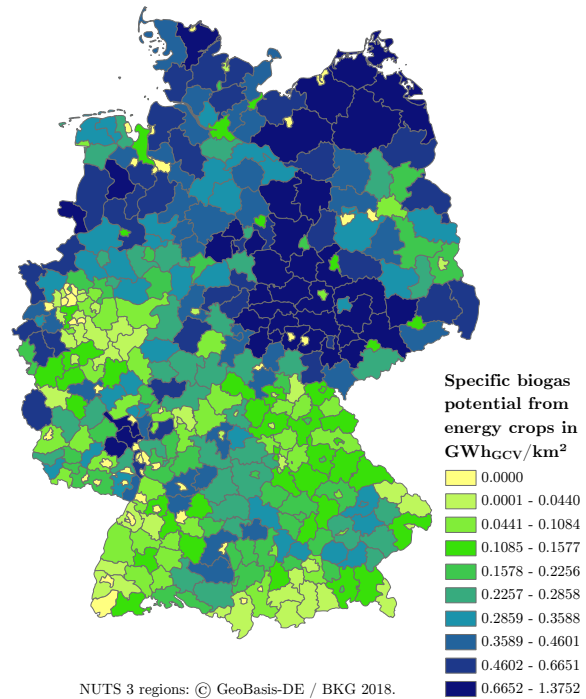 Specific biogas
potential from
energy crops in
GWhGCV/km²
0.0000
0.0001 - 0.0440
0.0441 - 0.1084
0.1085 - 0.1577
0.1578 - 0.2256
0.2257 - 0.2858
0.2859 - 0.3588
0.3589 - 0.4601
0.4602 - 0.6651
0.6652 - 1.3752
NUTS 3 regions: © GeoBasis-DE / BKG 2018.